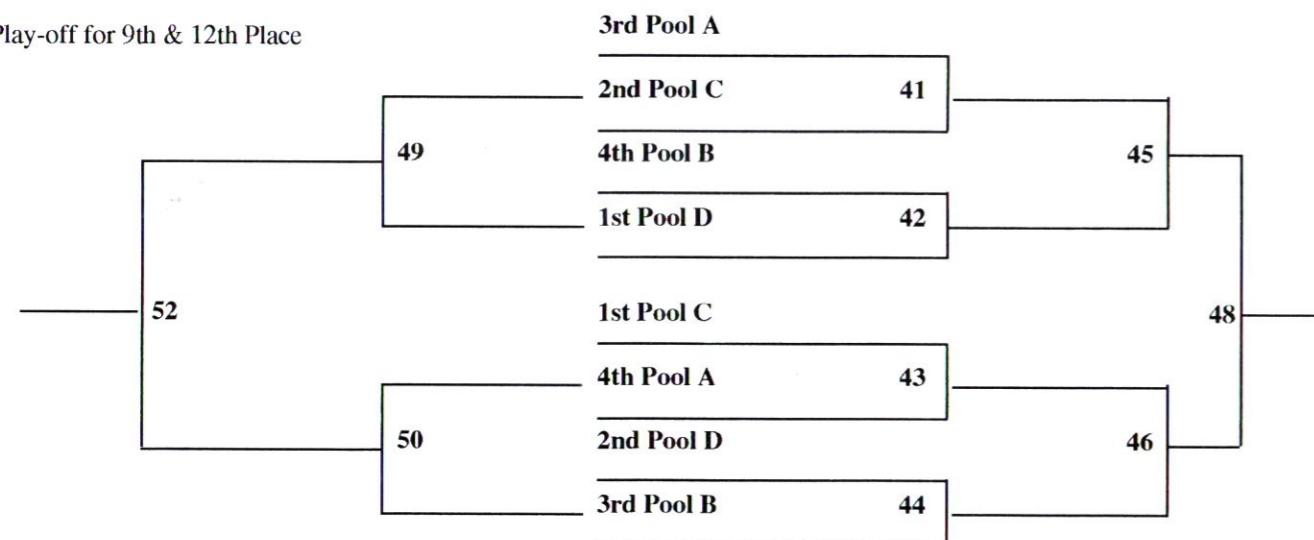 Play-off for 9th & 12th Place
3rd Pool A
2nd Pool C 41
49 4th Pool B 45
1st Pool D 42
52 1st Pool C 48
4th Pool A 43
50 2nd Pool D 46
3rd Pool B 44